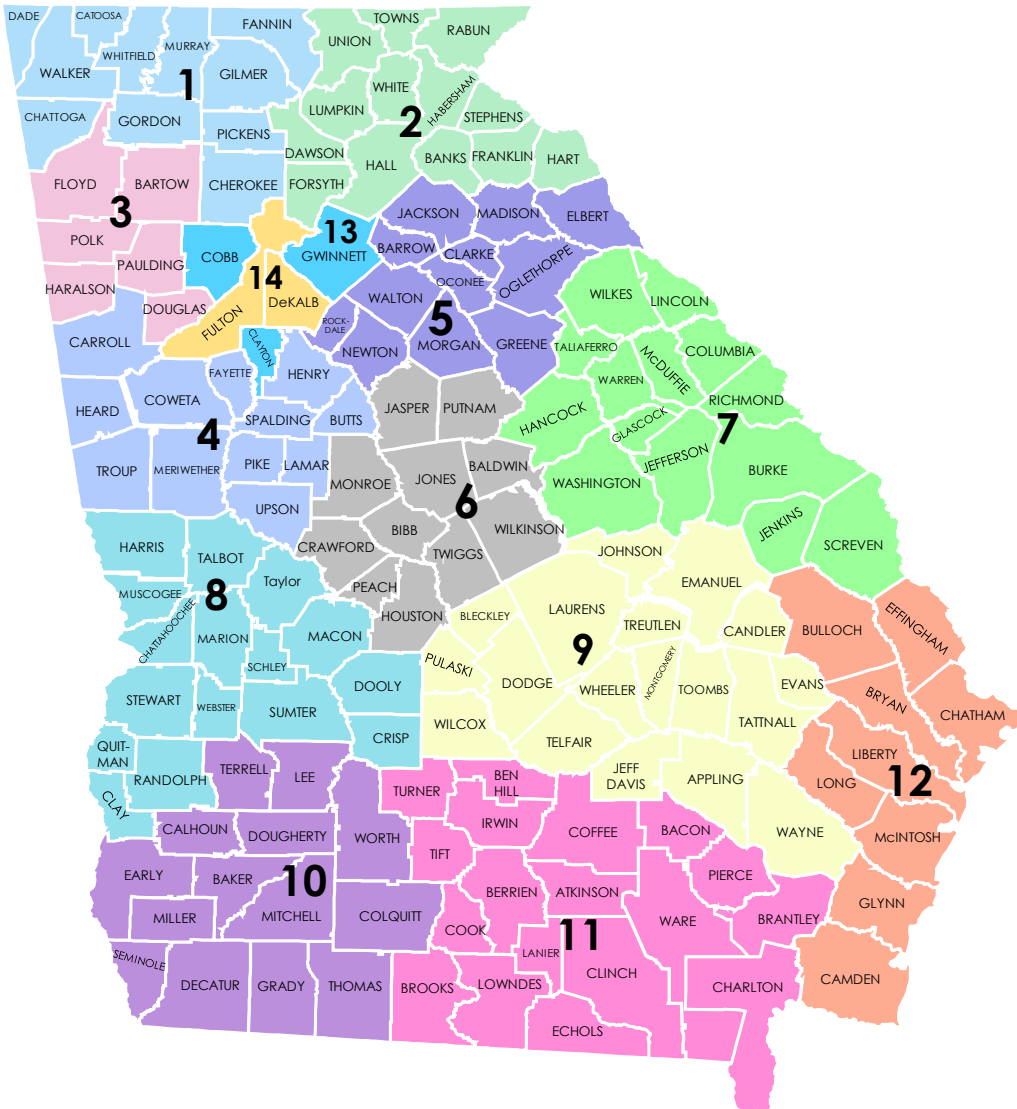 DADE
CATOOSA
WHITFIELD
MURRAY
FANNIN
WALKER
1
GILMER
CHATTOGA
GORDON
PICKENS
CHEROKEE
TOWNS
UNION
RABUN
WHITE
HABERSHAM
LUMPKIN
2
STEPHENS
DAWSON
HALL
BANKS
FRANKLIN
HART
FORSYTH
FLOYD
BARTOW
3
POLK
PAULDING
HARALSON
DOUGLAS
13
COBB
GWINNETT
CLAYTON
14
DeKALB
FULTON
JACKSON
MADISON
ELBERT
BARROW
CLARKE
OGLETHORPE
OCONEE
WALTON
5
ROCK-
DALE
NEWTON
MORGAN
GREENE
CARROLL
FAYETTE
HENRY
HEARD
COWETA
SPALDING
BUTTS
4
TROUP
MERIWETHER
PIKE
LAMAR
UPSON
JASPER
PUTNAM
MONROE
JONES
BALDWIN
6
BIBB
WILKINSON
CRAWFORD
TWIGGS
PEACH
HOUSTON
WILKES
LINCOLN
TALIAFERRO
McDUFFIE
COLUMBIA
WARREN
RICHMOND
HANCOCK
GLASCOCK
7
JEFFERSON
WASHINGTON
BURKE
JENKINS
SCREVEN
HARRIS
TALBOT
Taylor
MUSCOGEE
8
CHATTAHOOCHEE
MARION
MACON
SCHLEY
STEWART
WEBSTER
SUMTER
DOOLY
CRISP
QUIT-
MAN
RANDOLPH
CLAY
JOHNSON
EMANUEL
BLECKLEY
LAURENS
TREUTLEN
CANDLER
9
PULASKI
DODGE
WHEELER
MONTGOMERY
TOOMBS
EVANS
WILCOX
TELFAIR
TATTNALL
JEFF
DAVIS
APPLING
WAYNE
TERRELL
LEE
CALHOUN
DOUGHERTY
WORTH
EARLY
BAKER
10
MILLER
MITCHELL
COLQUITT
SEMINOLE
DECATUR
GRADY
THOMAS
TURNER
BEN
HILL
IRWIN
COFFEE
BACON
TIFT
PIERCE
BERRIEN
ATKINSON
COOK
11
WARE
BRANTLEY
LANIER
CLINCH
BROOKS
LOWNDES
CHARLTON
ECHOLS
EFFINGHAM
BULLOCH
BRYAN
CHATHAM
LIBERTY
LONG
12
McINTOSH
GLYNN
CAMDEN